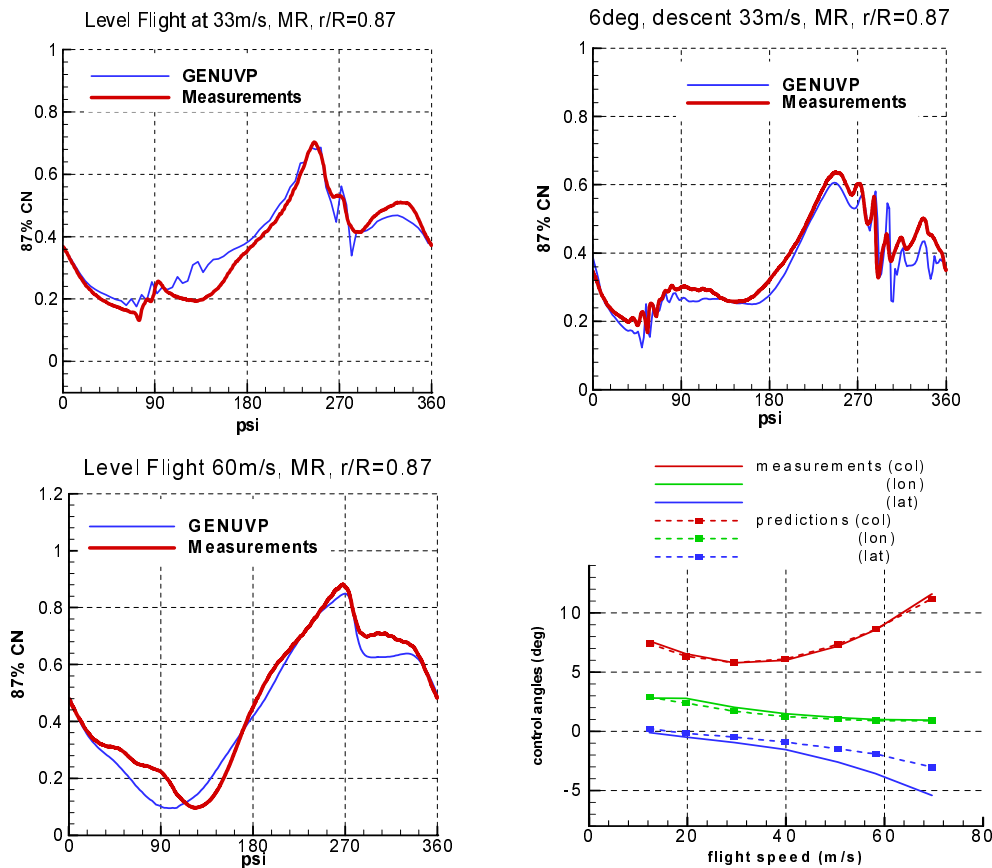 Level Flight at 33m/s, MR, r/R=0.87
1
0.8
0.6
0.4
0.2
0
87% CN
GENUVP
Measurements
0
90
180
270
360
psi
6deg, descent 33m/s, MR, r/R=0.87
1
0.8
0.6
0.4
0.2
0
87% CN
GENUVP
Measurements
0
90
180
270
360
psi
Level Flight 60m/s, MR, r/R=0.87
1.2
1
0.8
0.6
0.4
0.2
0
87% CN
GENUVP
Measurements
0
90
180
270
360
psi
measurements (col)
(lon)
(lat)
predictions (col)
(lon)
(lat)
10
5
0
-5
control angles (deg)
0
20
40
60
80
flight speed (m/s)